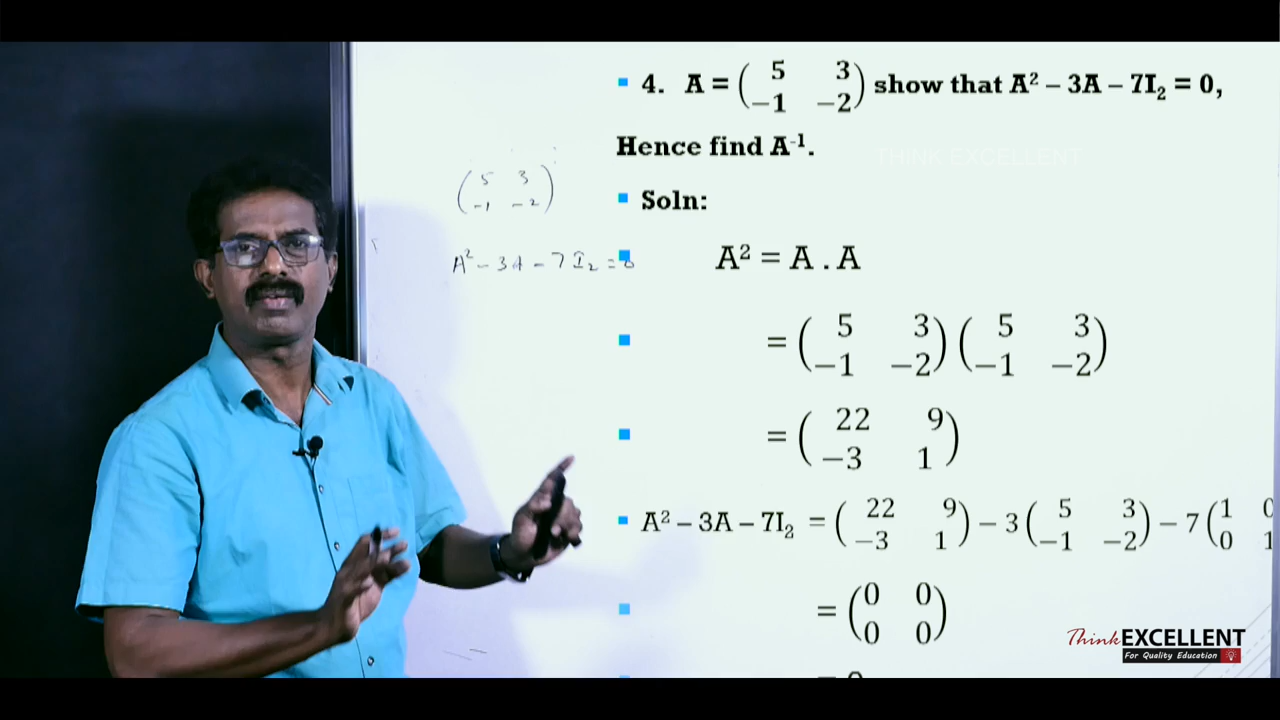 4. A = ( 5 3 −1 −2 ) show that A² – 3A – 7I₂ = 0,
Hence find A⁻¹.
THINK EXCELLENT
Soln:
( 5 3 −1 −2 )
A² − 3A − 7I₂ = 0
A² = A . A
= ( 5 3 −1 −2 ) ( 5 3 −1 −2 )
= ( 22 9 −3 1 )
A² – 3A – 7I₂ = ( 22 9 −3 1 ) − 3 ( 5 3 −1 −2 ) − 7 ( 1 0 0 1
= ( 0 0 0 0 )
Think EXCELLENT
For Quality Education